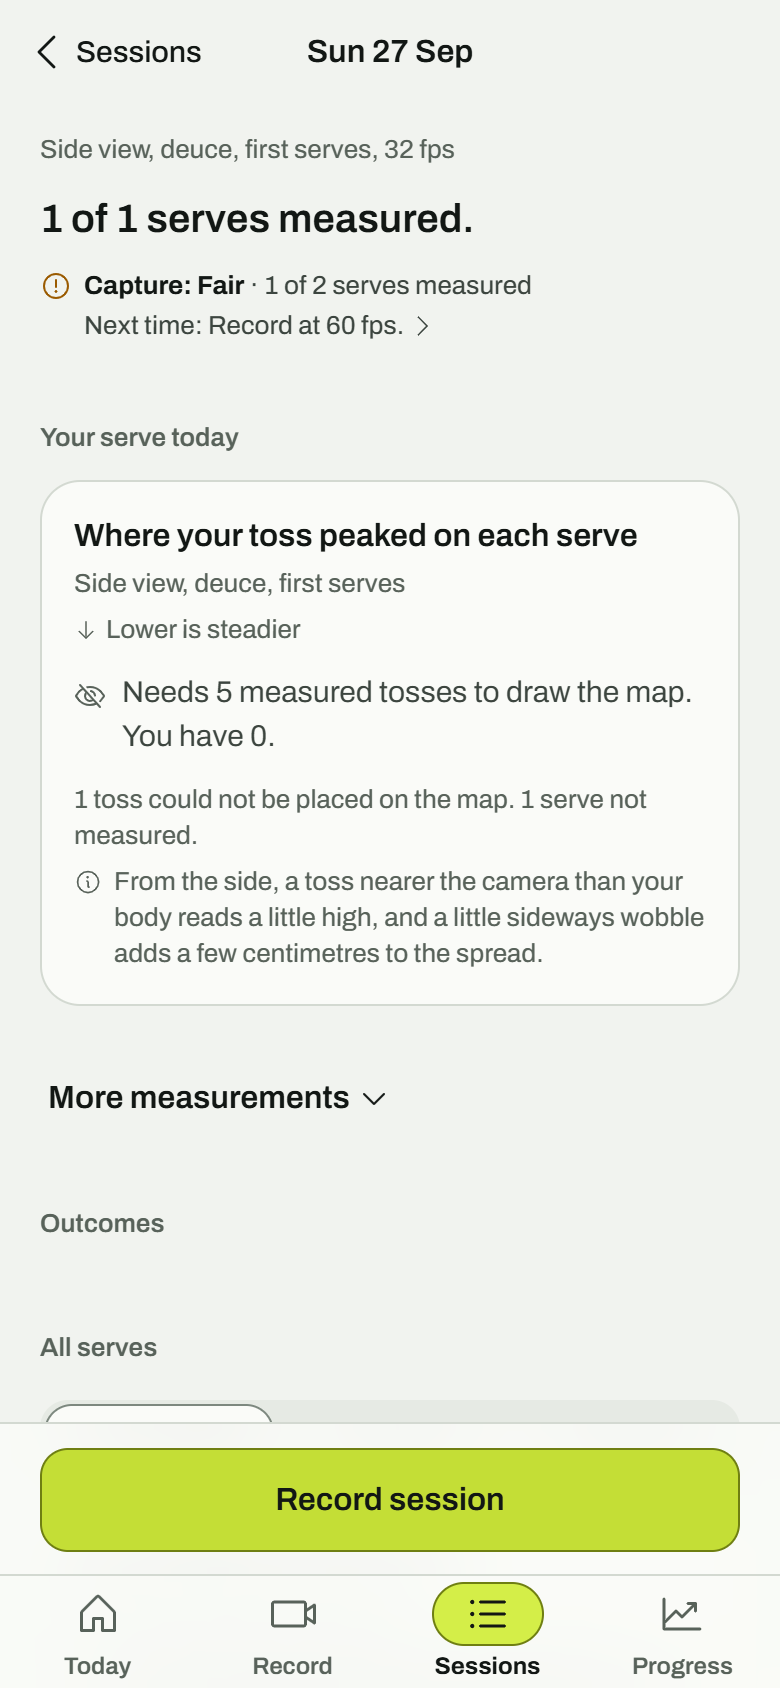 Sessions
Sun 27 Sep
Side view, deuce, first serves, 32 fps
1 of 1 serves measured.
Capture: Fair · 1 of 2 serves measured
Next time: Record at 60 fps.
Your serve today
Where your toss peaked on each serve
Side view, deuce, first serves
↓ Lower is steadier
Needs 5 measured tosses to draw the map.
You have 0.
1 toss could not be placed on the map. 1 serve not
measured.
From the side, a toss nearer the camera than your
body reads a little high, and a little sideways wobble
adds a few centimetres to the spread.
More measurements
Outcomes
All serves
Record session
Today
Record
Sessions
Progress